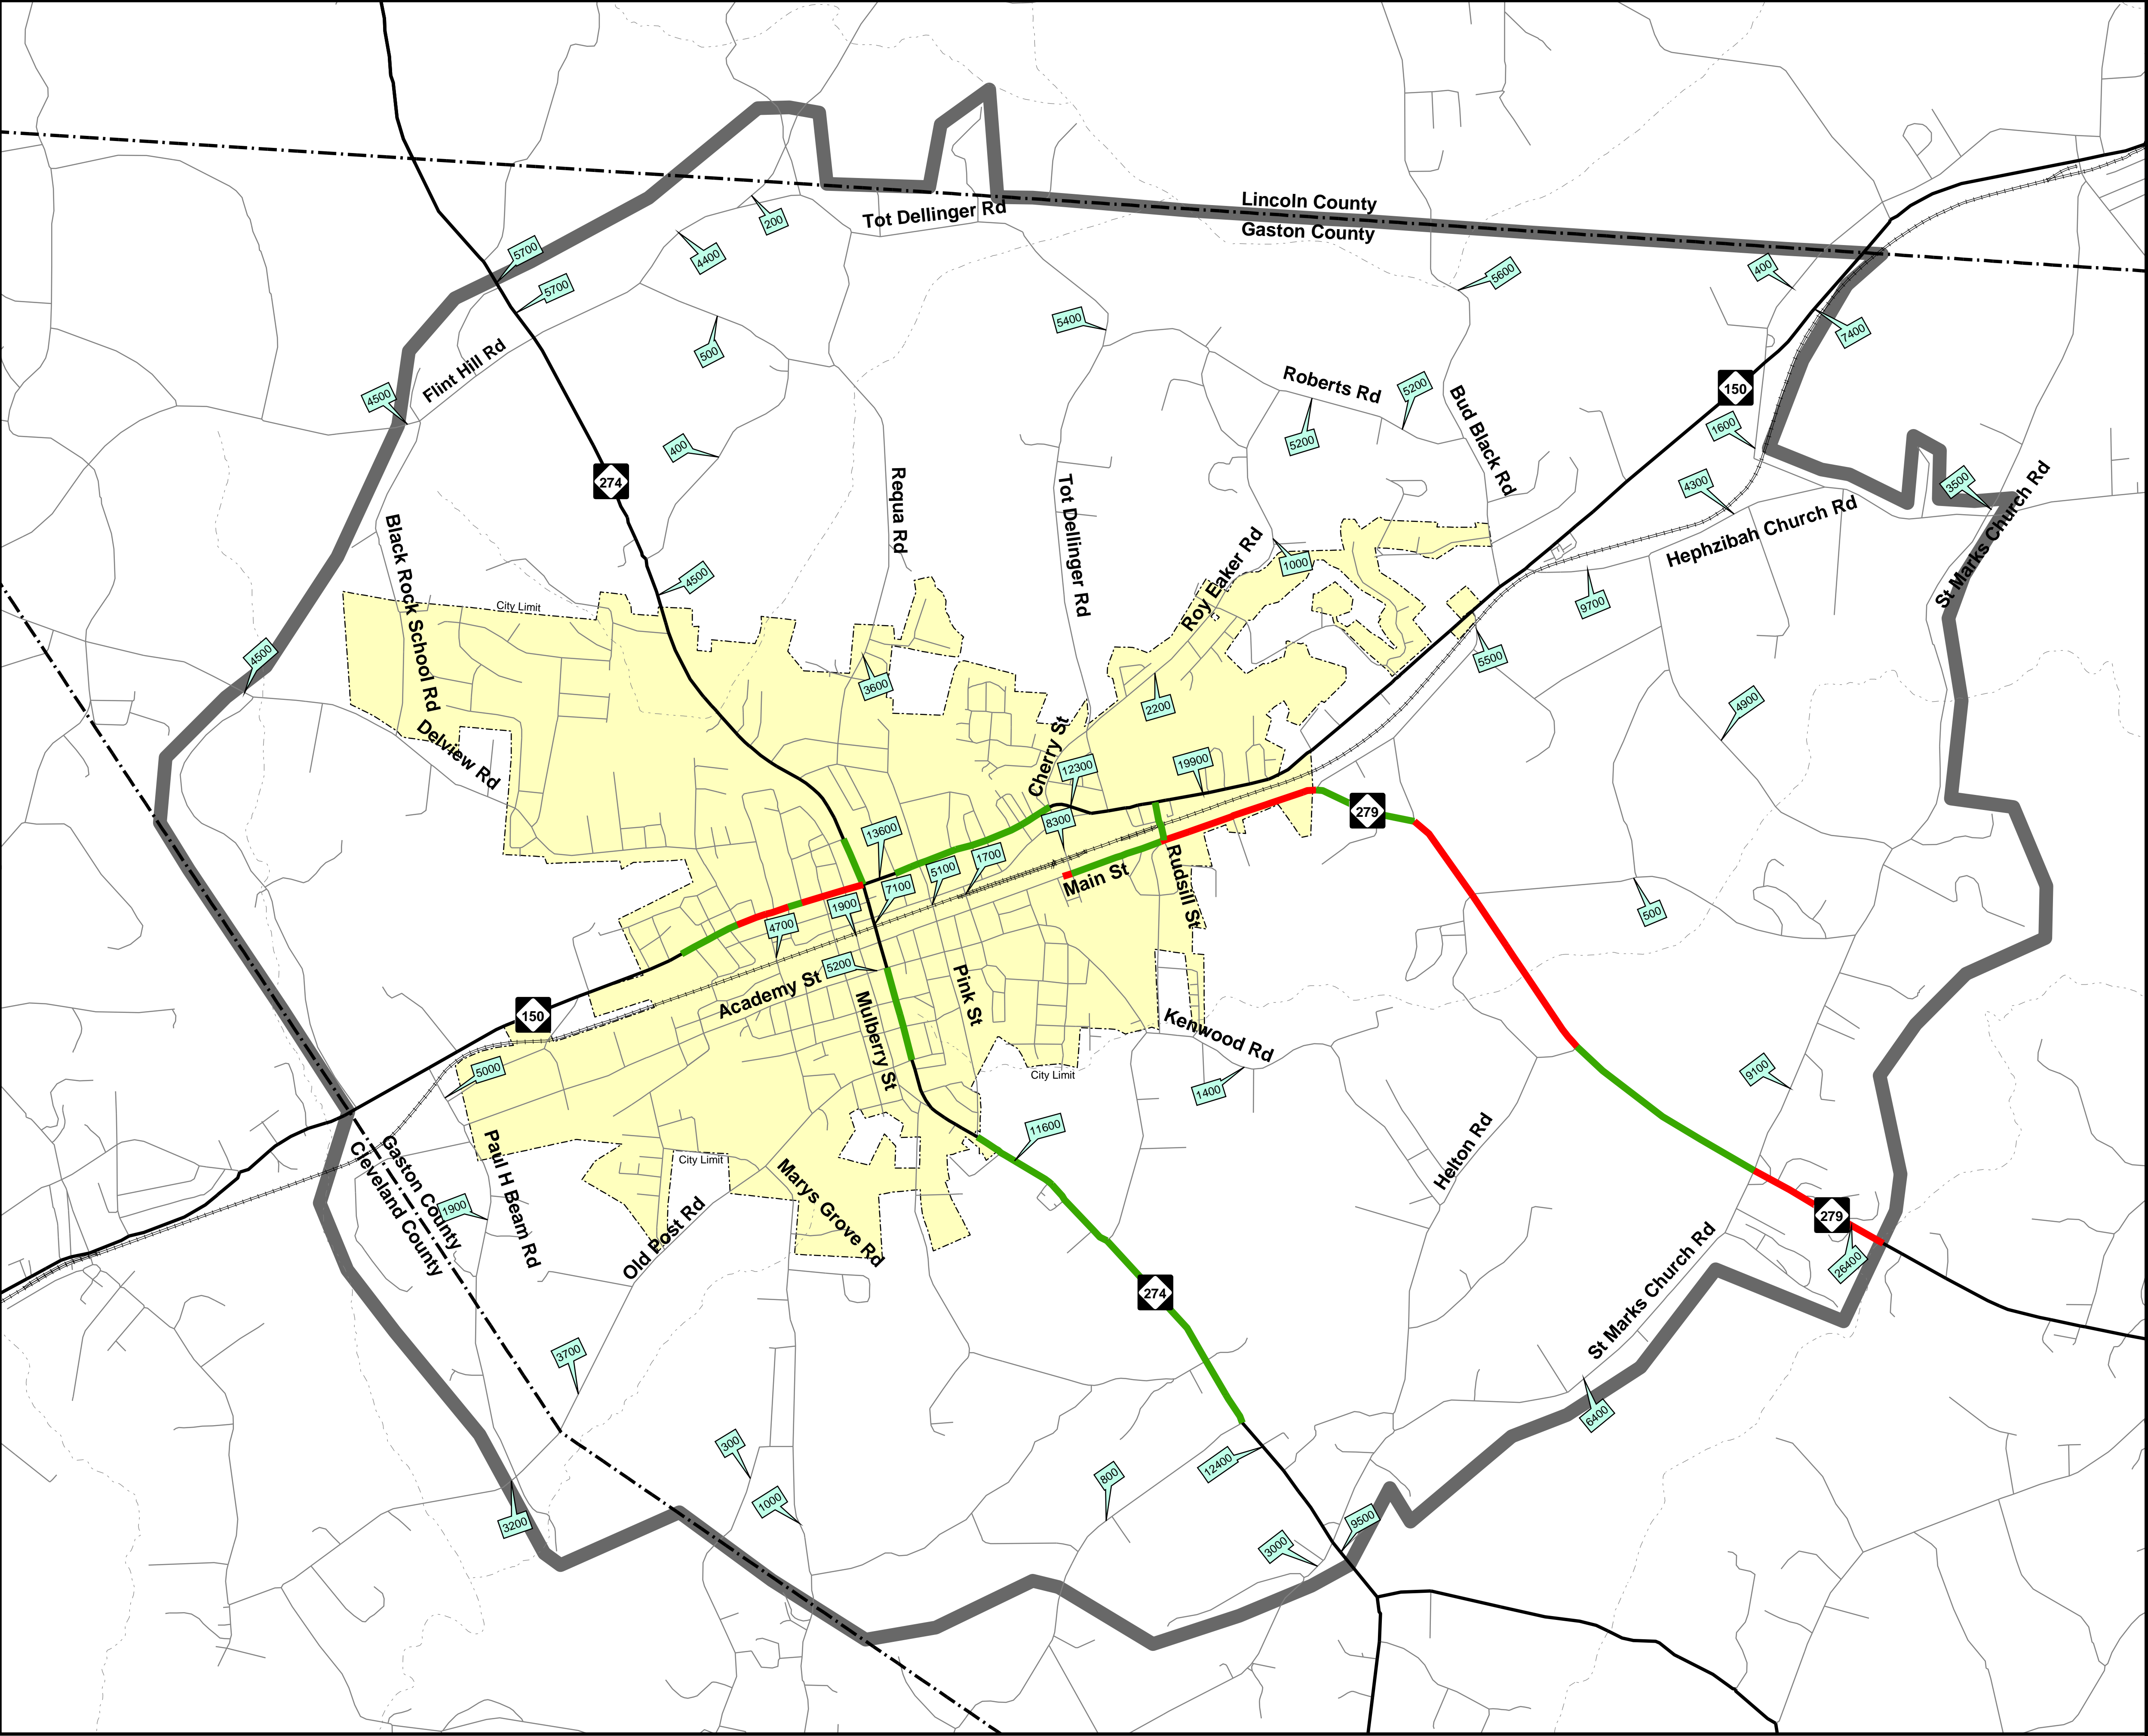 Lincoln County
Gaston County
Tot Dellinger Rd
200
4400
5700
5700
5600
400
7400
5400
500
Flint Hill Rd
4500
Roberts Rd
5200
5200
Bud Black Rd
150
1600
400
274
Requa Rd
Tot Dellinger Rd
4300
3500
St Marks Church Rd
Hephzibah Church Rd
Black Rock School Rd
4500
City Limit
Roy Eaker Rd
1000
9700
4500
3600
2200
5500
4900
Delview Rd
Cherry St
12300
19900
279
13600
8300
1700
5100
7100
1900
4700
Main St
Rudsill St
500
5200
Academy St
Mulberry St
Pink St
150
Kenwood Rd
City Limit
5000
1400
9100
11600
Gaston County
Cleveland County
Paul H Beam Rd
1900
City Limit
Marys Grove Rd
Old Post Rd
Helton Rd
279
26400
St Marks Church Rd
274
3700
6400
300
1000
800
12400
3200
3000
9500